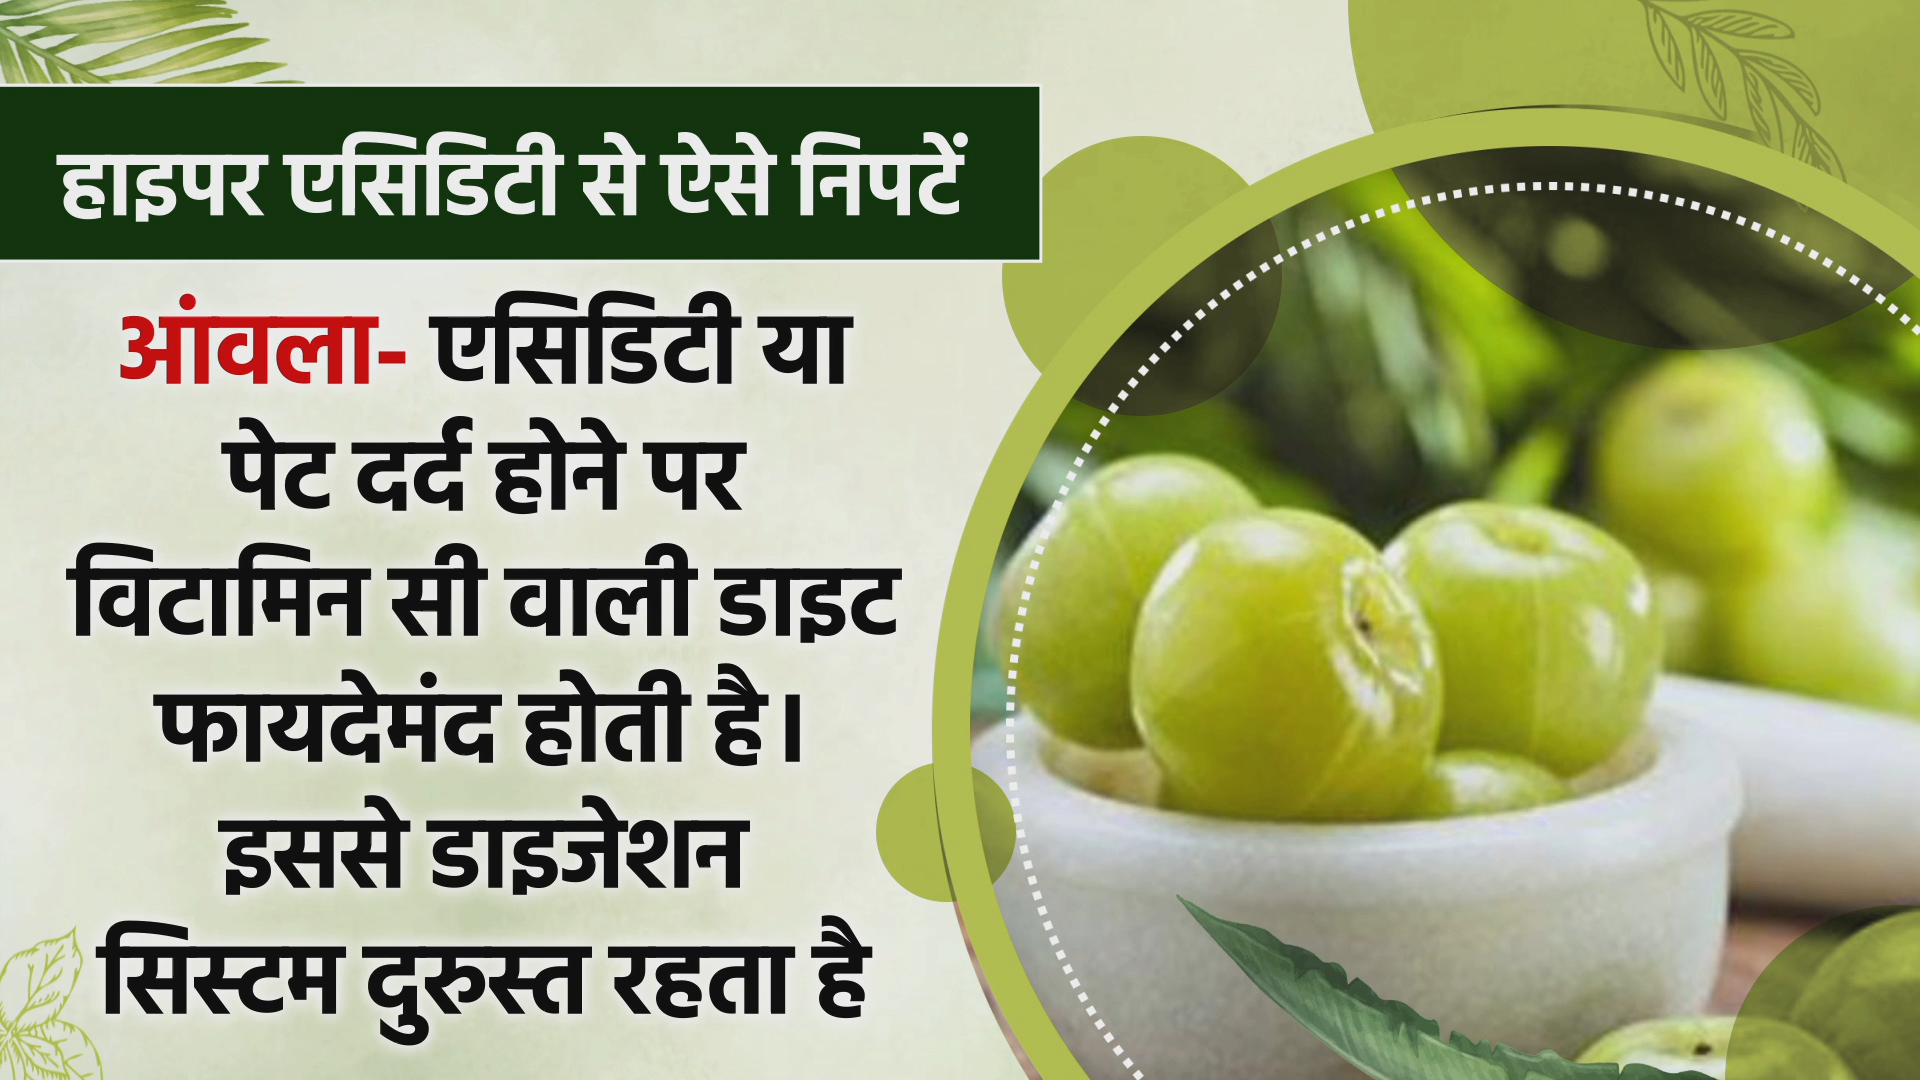 हाइपर एसिडिटी से ऐसे निपटें
आंवला- एसिडिटी या
पेट दर्द होने पर
विटामिन सी वाली डाइट
फायदेमंद होती है।
इससे डाइजेशन
सिस्टम दुरुस्त रहता है